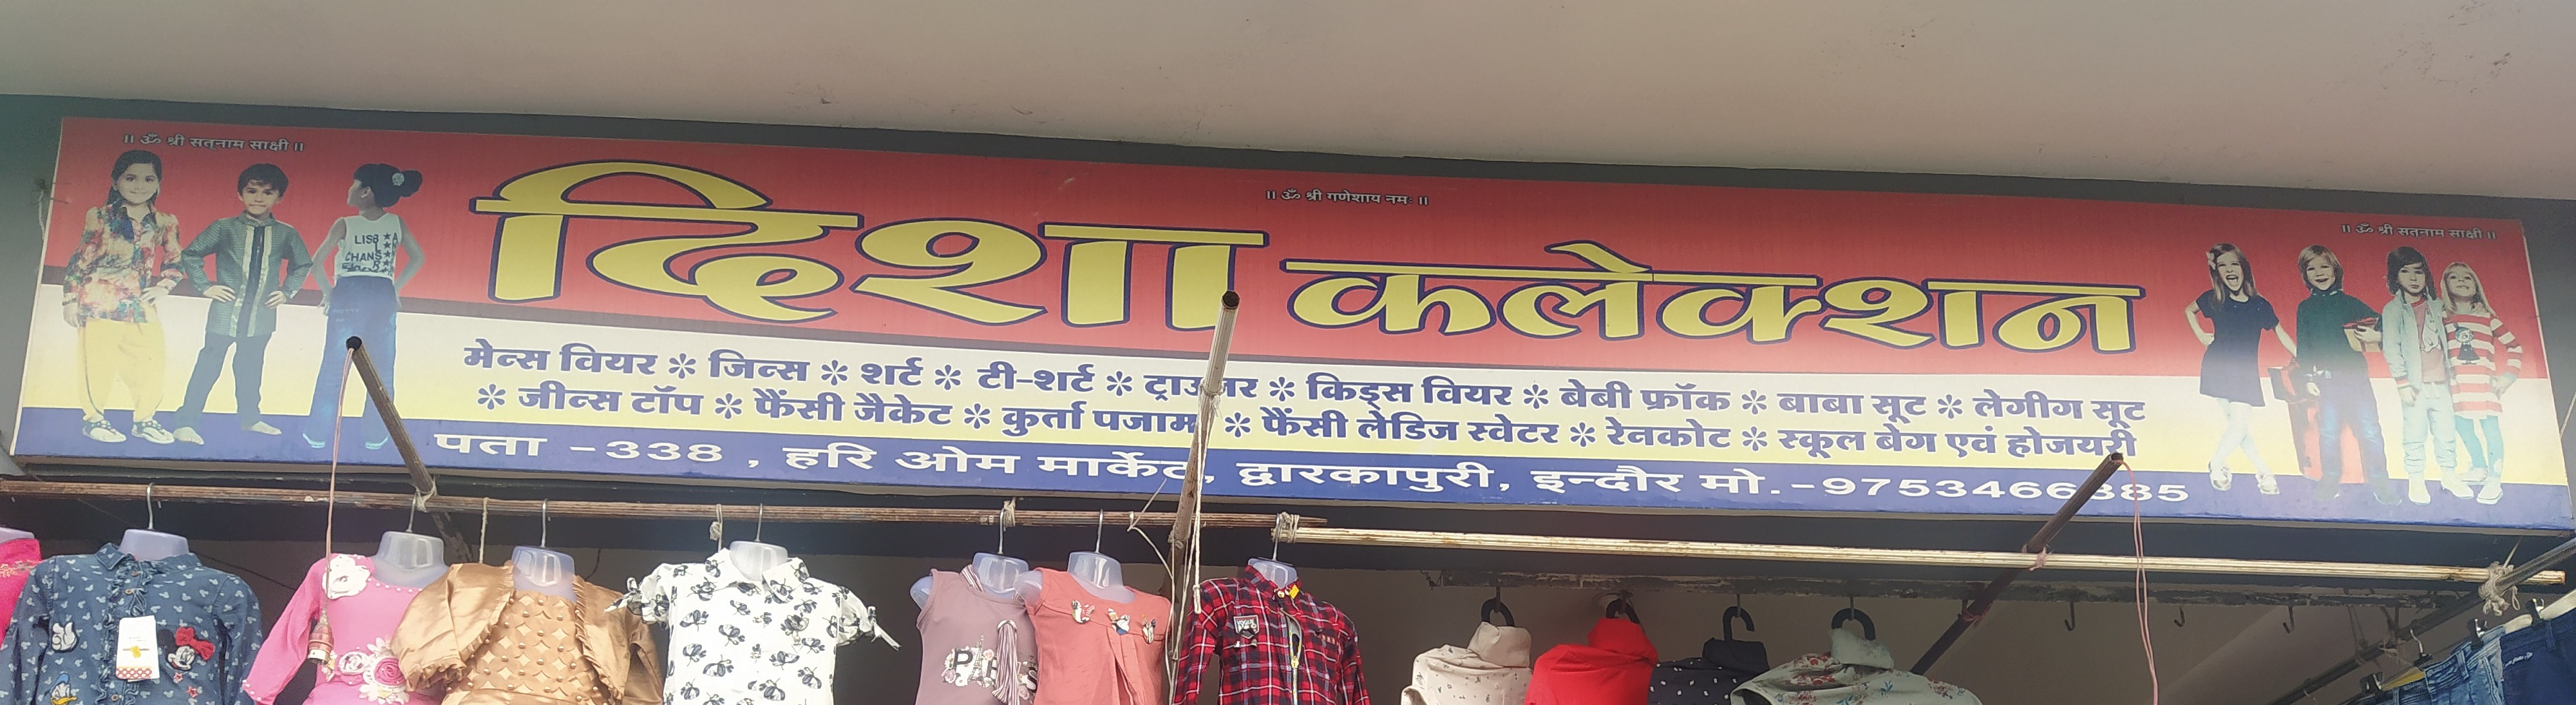 ॥ ॐ श्री सतनाम साक्षी ॥
॥ ॐ श्री गणेशाय नमः ॥
॥ ॐ श्री सतनाम साक्षी ॥
दिशा कलेक्शन
मेन्स वियर * जिन्स * शर्ट * टी-शर्ट * ट्राउजर * किड्स वियर * बेबी फ्रॉक * बाबा सूट * लेगीग सूट
* जीन्स टॉप * फैंसी जैकेट * कुर्ता पजामा * फैंसी लेडिज स्वेटर * रेनकोट * स्कूल बेग एवं होजयरी
पता -338 , हरि ओम मार्केट, द्वारकापुरी, इन्दौर मो.-9753466885